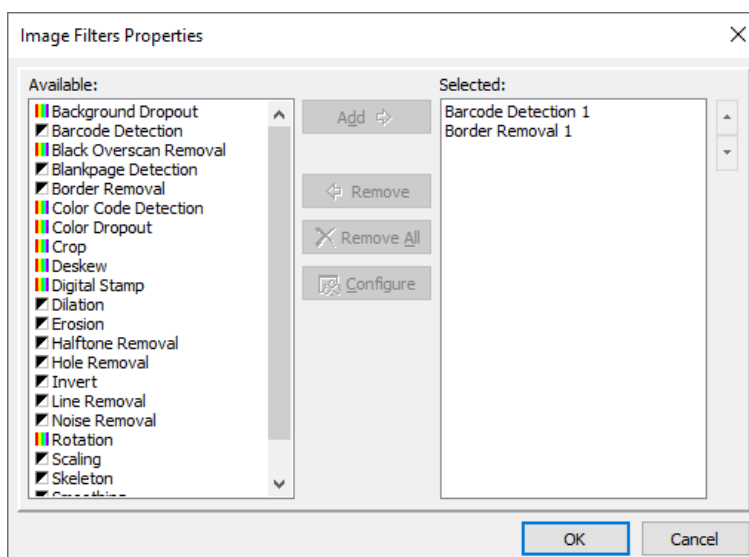 Image Filters Properties
Available:
Background Dropout
Barcode Detection
Black Overscan Removal
Blankpage Detection
Border Removal
Color Code Detection
Color Dropout
Crop
Deskew
Digital Stamp
Dilation
Erosion
Halftone Removal
Hole Removal
Invert
Line Removal
Noise Removal
Rotation
Scaling
Skeleton
Smoothing
Add
Remove
Remove All
Configure
Selected:
Barcode Detection 1
Border Removal 1
OK
Cancel